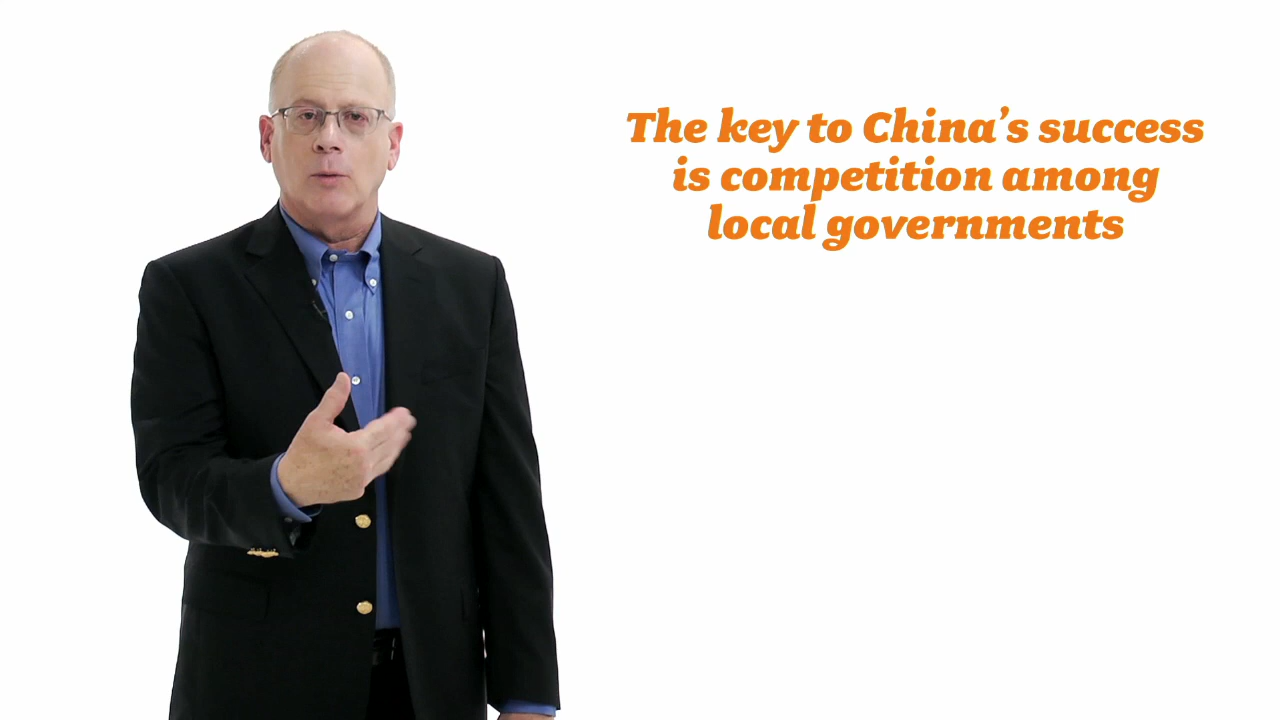 The key to China’s success
is competition among
local governments